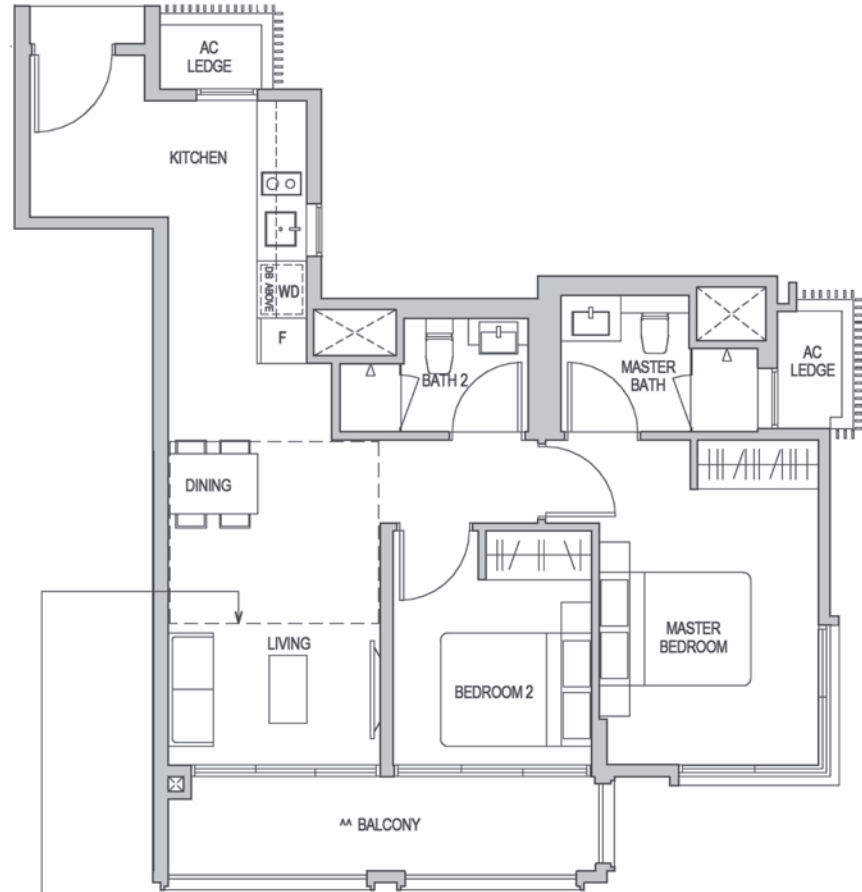 AC
LEDGE
KITCHEN
DB ABOVE
WD
F
BATH 2
MASTER
BATH
AC
LEDGE
DINING
LIVING
BEDROOM 2
MASTER
BEDROOM
^^ BALCONY